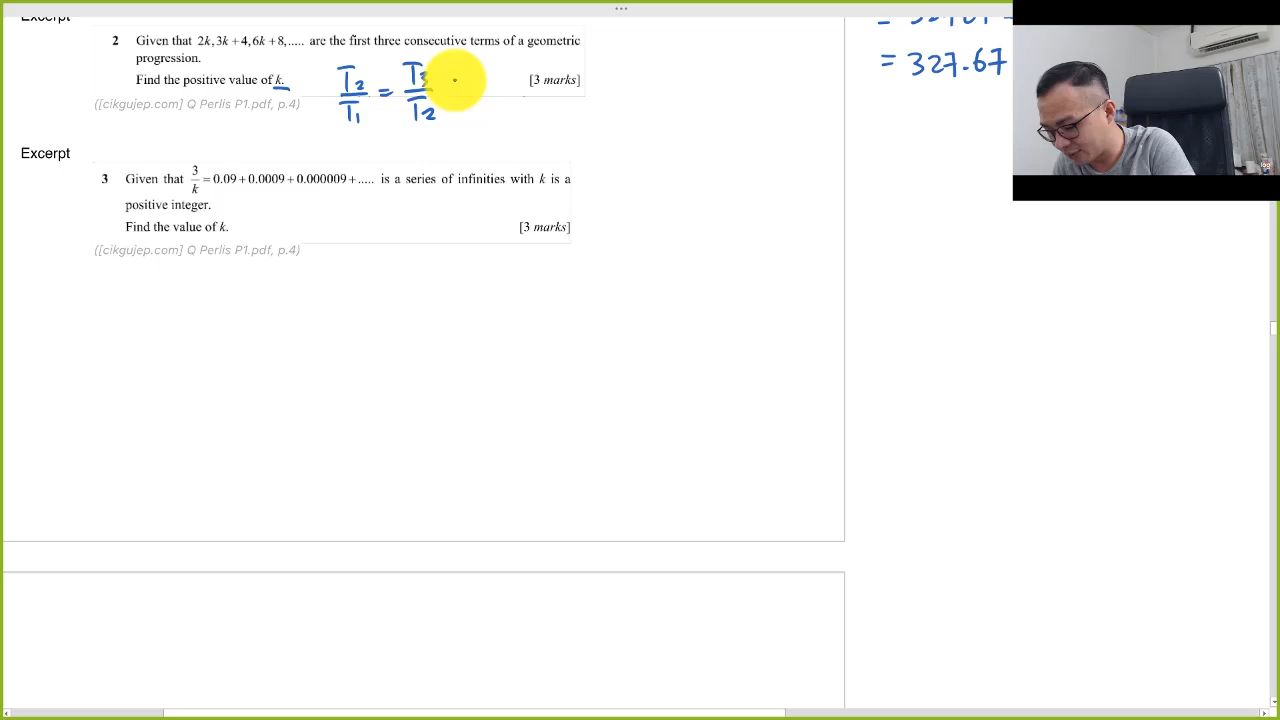 Excerpt
= 327.67
2 Given that 2k, 3k + 4, 6k + 8, ..... are the first three consecutive terms of a geometric
progression.
Find the positive value of k. [3 marks]
([cikgujep.com] Q Perlis P1.pdf, p.4)
T2/T1 = T3/T2
Excerpt
3 Given that 3/k = 0.09 + 0.0009 + 0.000009 + ..... is a series of infinities with k is a
positive integer.
Find the value of k. [3 marks]
([cikgujep.com] Q Perlis P1.pdf, p.4)